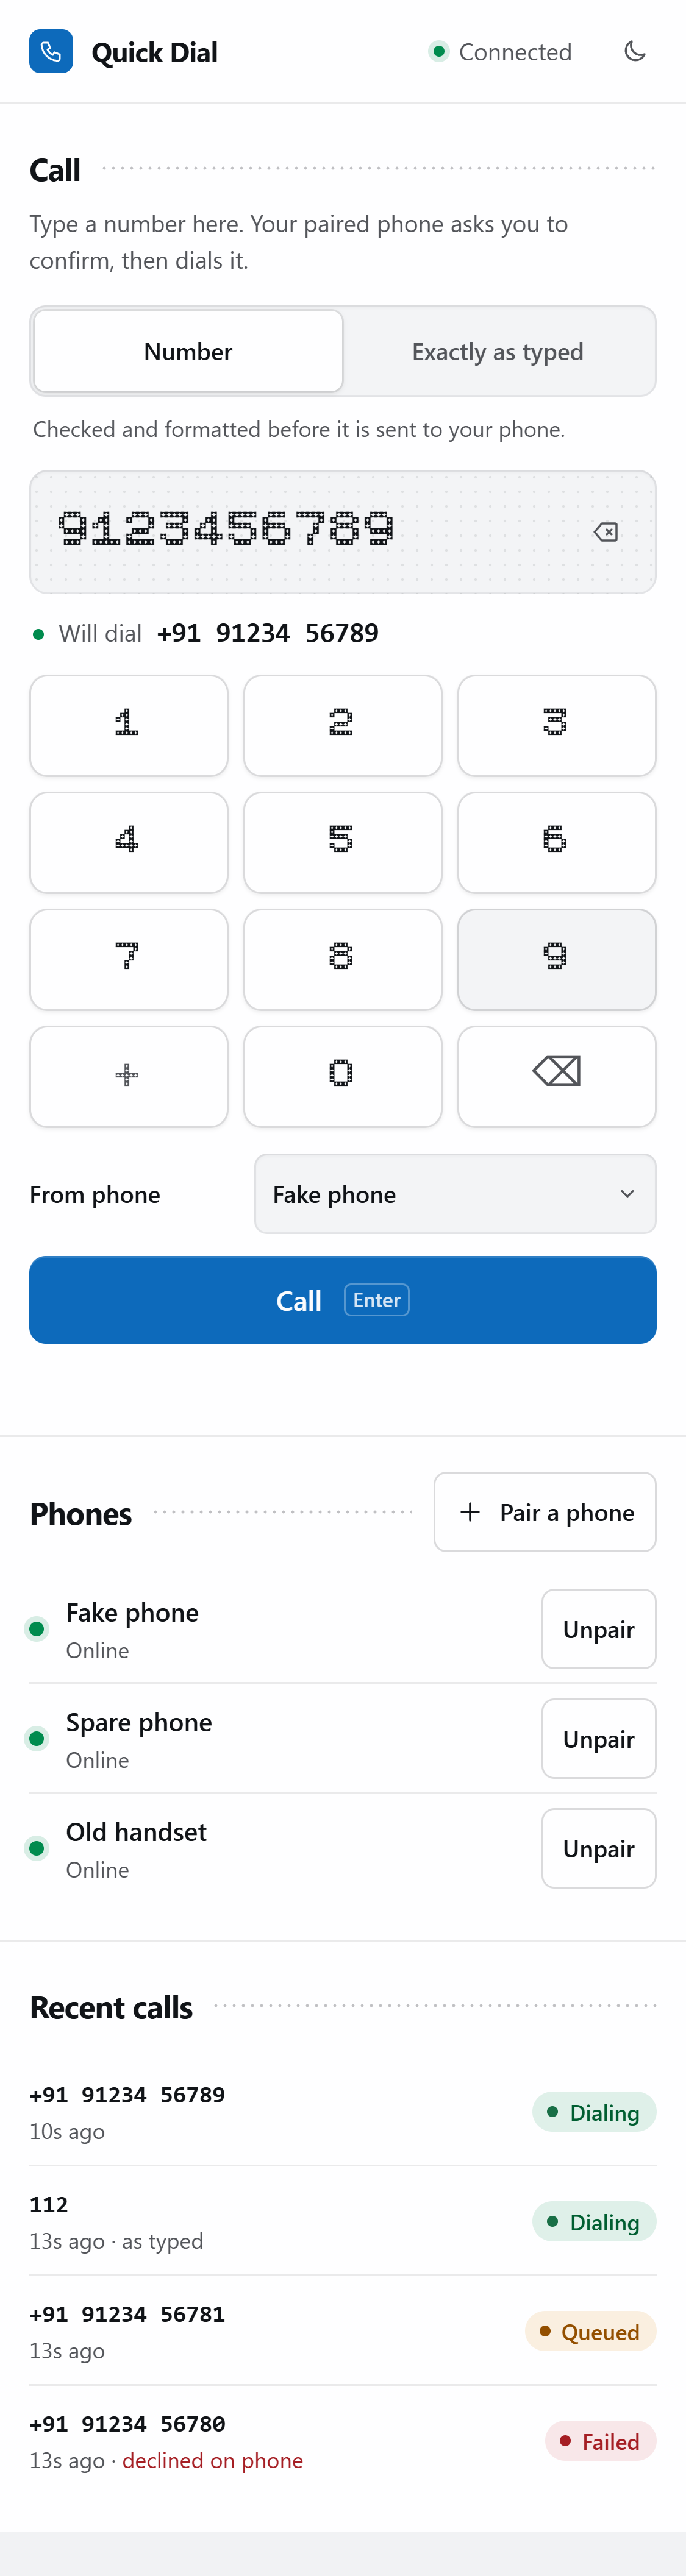 Quick Dial
Connected
Call
Type a number here. Your paired phone asks you to
confirm, then dials it.
Number
Exactly as typed
Checked and formatted before it is sent to your phone.
9123456789
Will dial +91 91234 56789
1 2 3
4 5 6
7 8 9
+ 0
From phone
Fake phone
Call Enter
Phones
+ Pair a phone
Fake phone
Online
Unpair
Spare phone
Online
Unpair
Old handset
Online
Unpair
Recent calls
+91 91234 56789
10s ago
Dialing
112
13s ago · as typed
Dialing
+91 91234 56781
13s ago
Queued
+91 91234 56780
13s ago · declined on phone
Failed